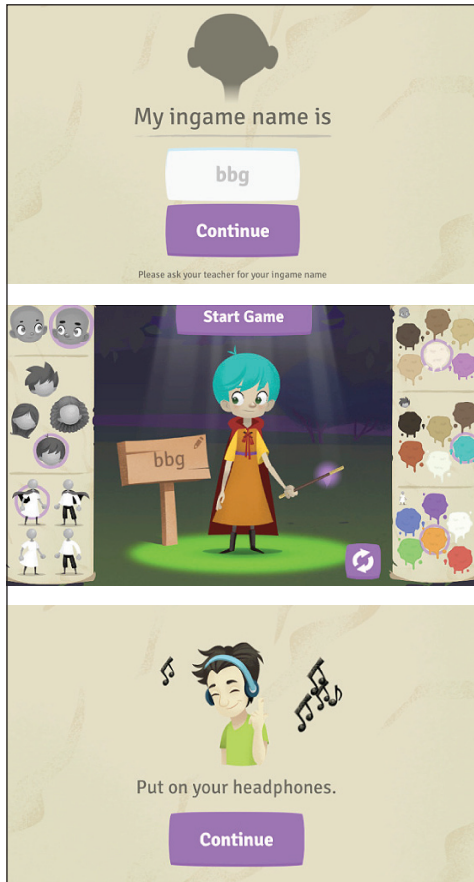 My ingame name is
bbg
Continue
Please ask your teacher for your ingame name
Start Game
bbg
Put on your headphones.
Continue